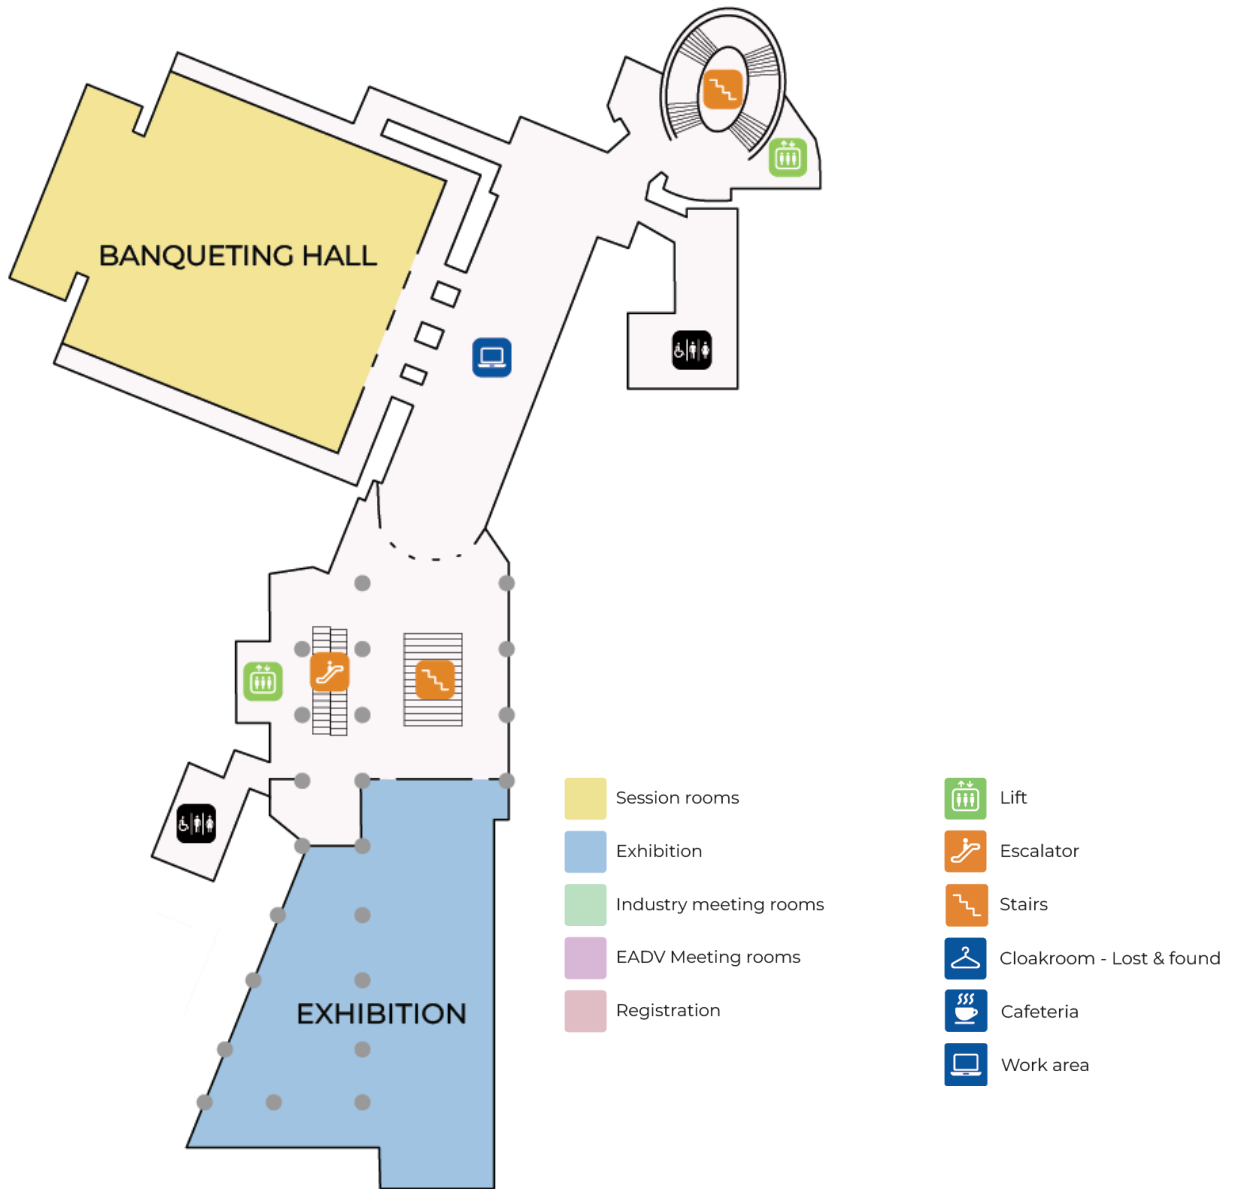 BANQUETING HALL
EXHIBITION
Session rooms
Exhibition
Industry meeting rooms
EADV Meeting rooms
Registration
Lift
Escalator
Stairs
Cloakroom - Lost & found
Cafeteria
Work area